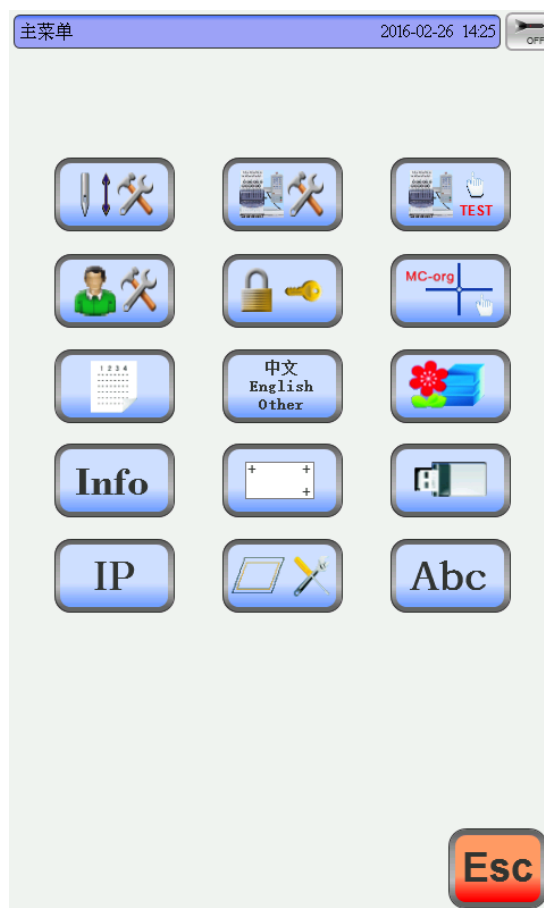 主菜单 2016-02-26 14:25
OFF
TEST
MC-org
1 2 3 4
中文
English
Other
Info
IP
Abc
Esc